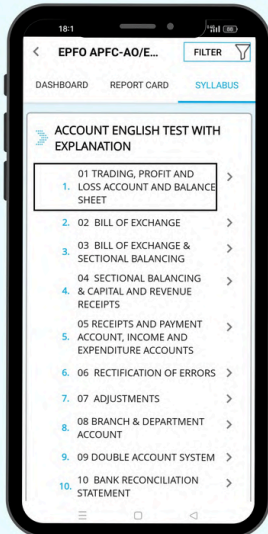 18:1
EPFO APFC-AO/E...
FILTER
DASHBOARD REPORT CARD SYLLABUS
ACCOUNT ENGLISH TEST WITH
EXPLANATION
01 TRADING, PROFIT AND
1. LOSS ACCOUNT AND BALANCE
SHEET
2. 02 BILL OF EXCHANGE
03 BILL OF EXCHANGE &
3. SECTIONAL BALANCING
04 SECTIONAL BALANCING
4. & CAPITAL AND REVENUE
RECEIPTS
05 RECEIPTS AND PAYMENT
5. ACCOUNT, INCOME AND
EXPENDITURE ACCOUNTS
6. 06 RECTIFICATION OF ERRORS
7. 07 ADJUSTMENTS
08 BRANCH & DEPARTMENT
8. ACCOUNT
9. 09 DOUBLE ACCOUNT SYSTEM
10 BANK RECONCILIATION
10. STATEMENT